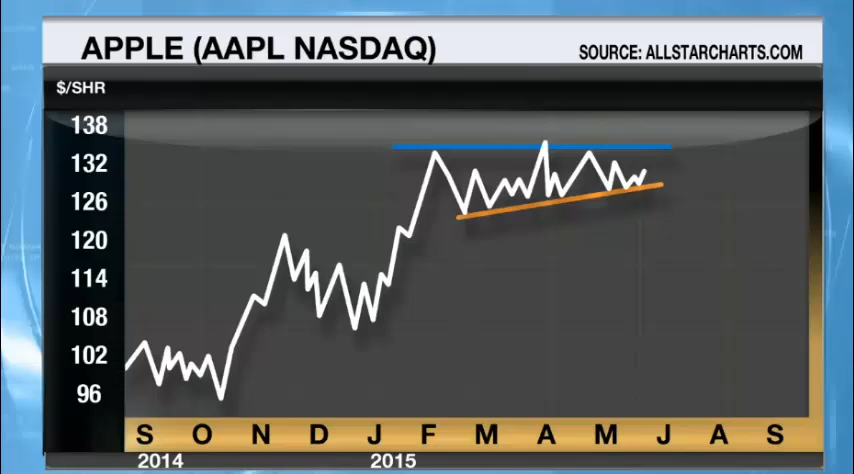 APPLE (AAPL NASDAQ)
SOURCE: ALLSTARCHARTS.COM
$/SHR
138
132
126
120
114
108
102
96
S O N D J F M A M J A S
2014 2015